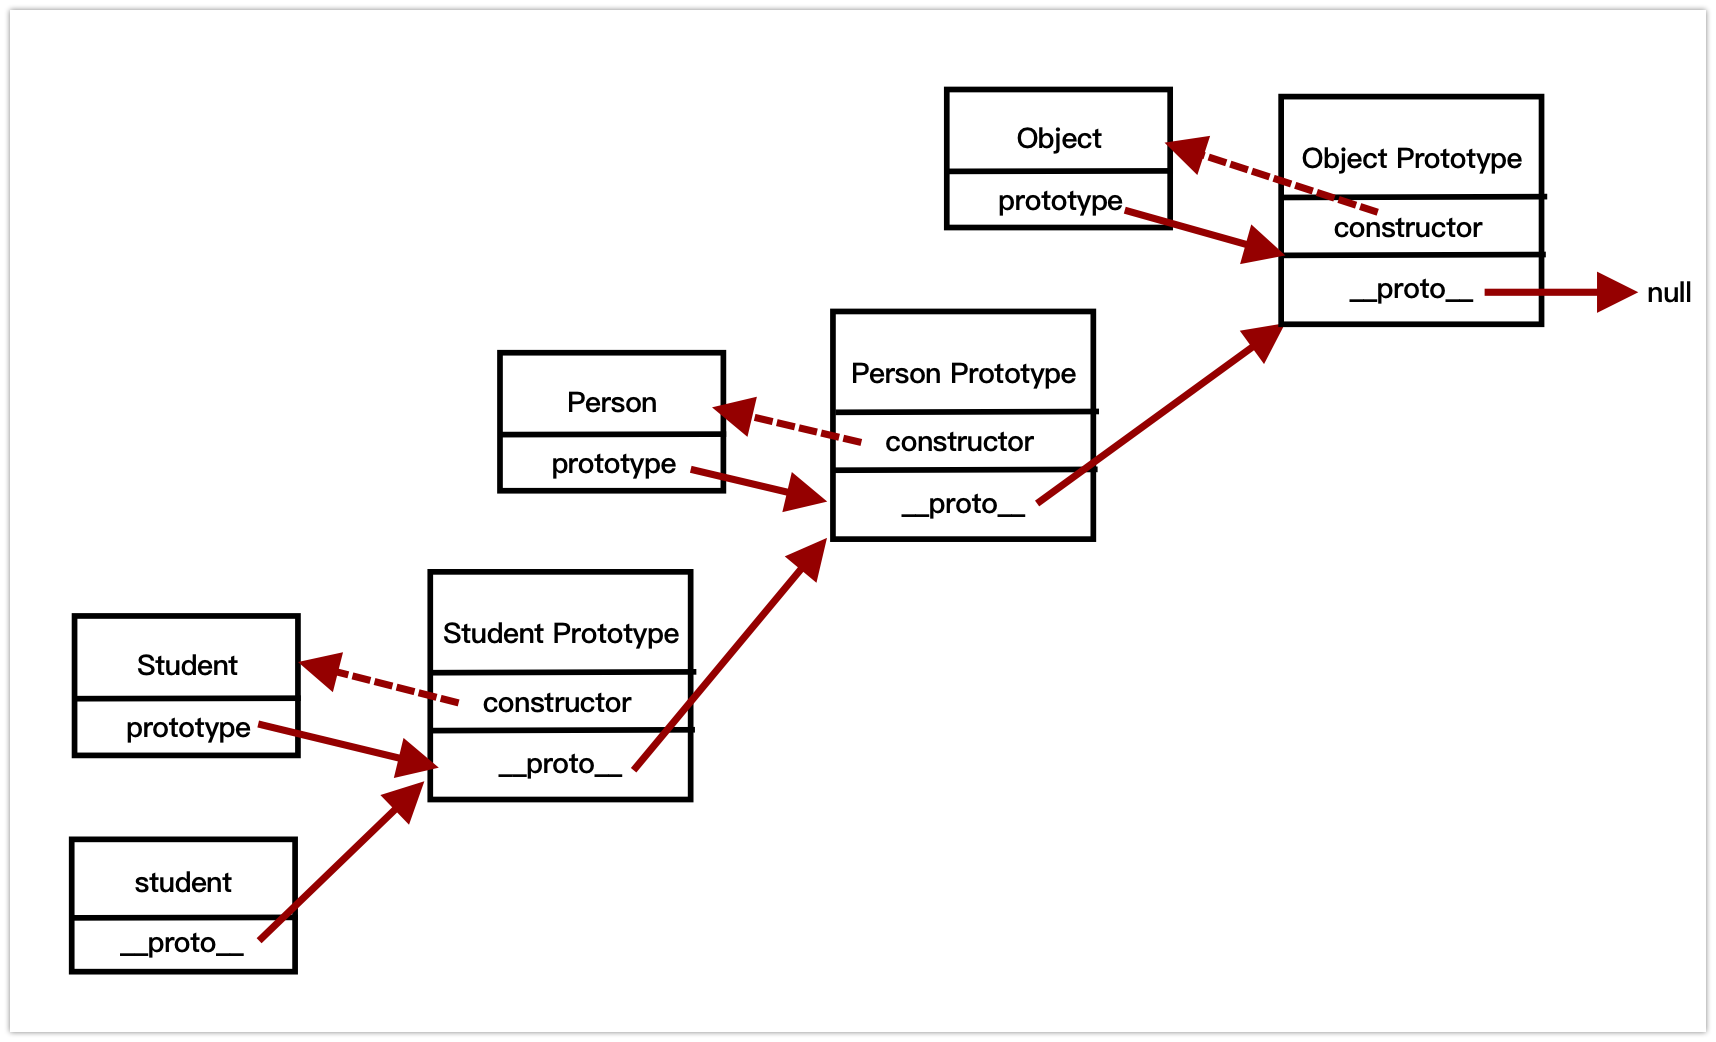 Object
prototype
Object Prototype
constructor
__proto__
null
Person
prototype
Person Prototype
constructor
__proto__
Student
prototype
Student Prototype
constructor
__proto__
student
__proto__